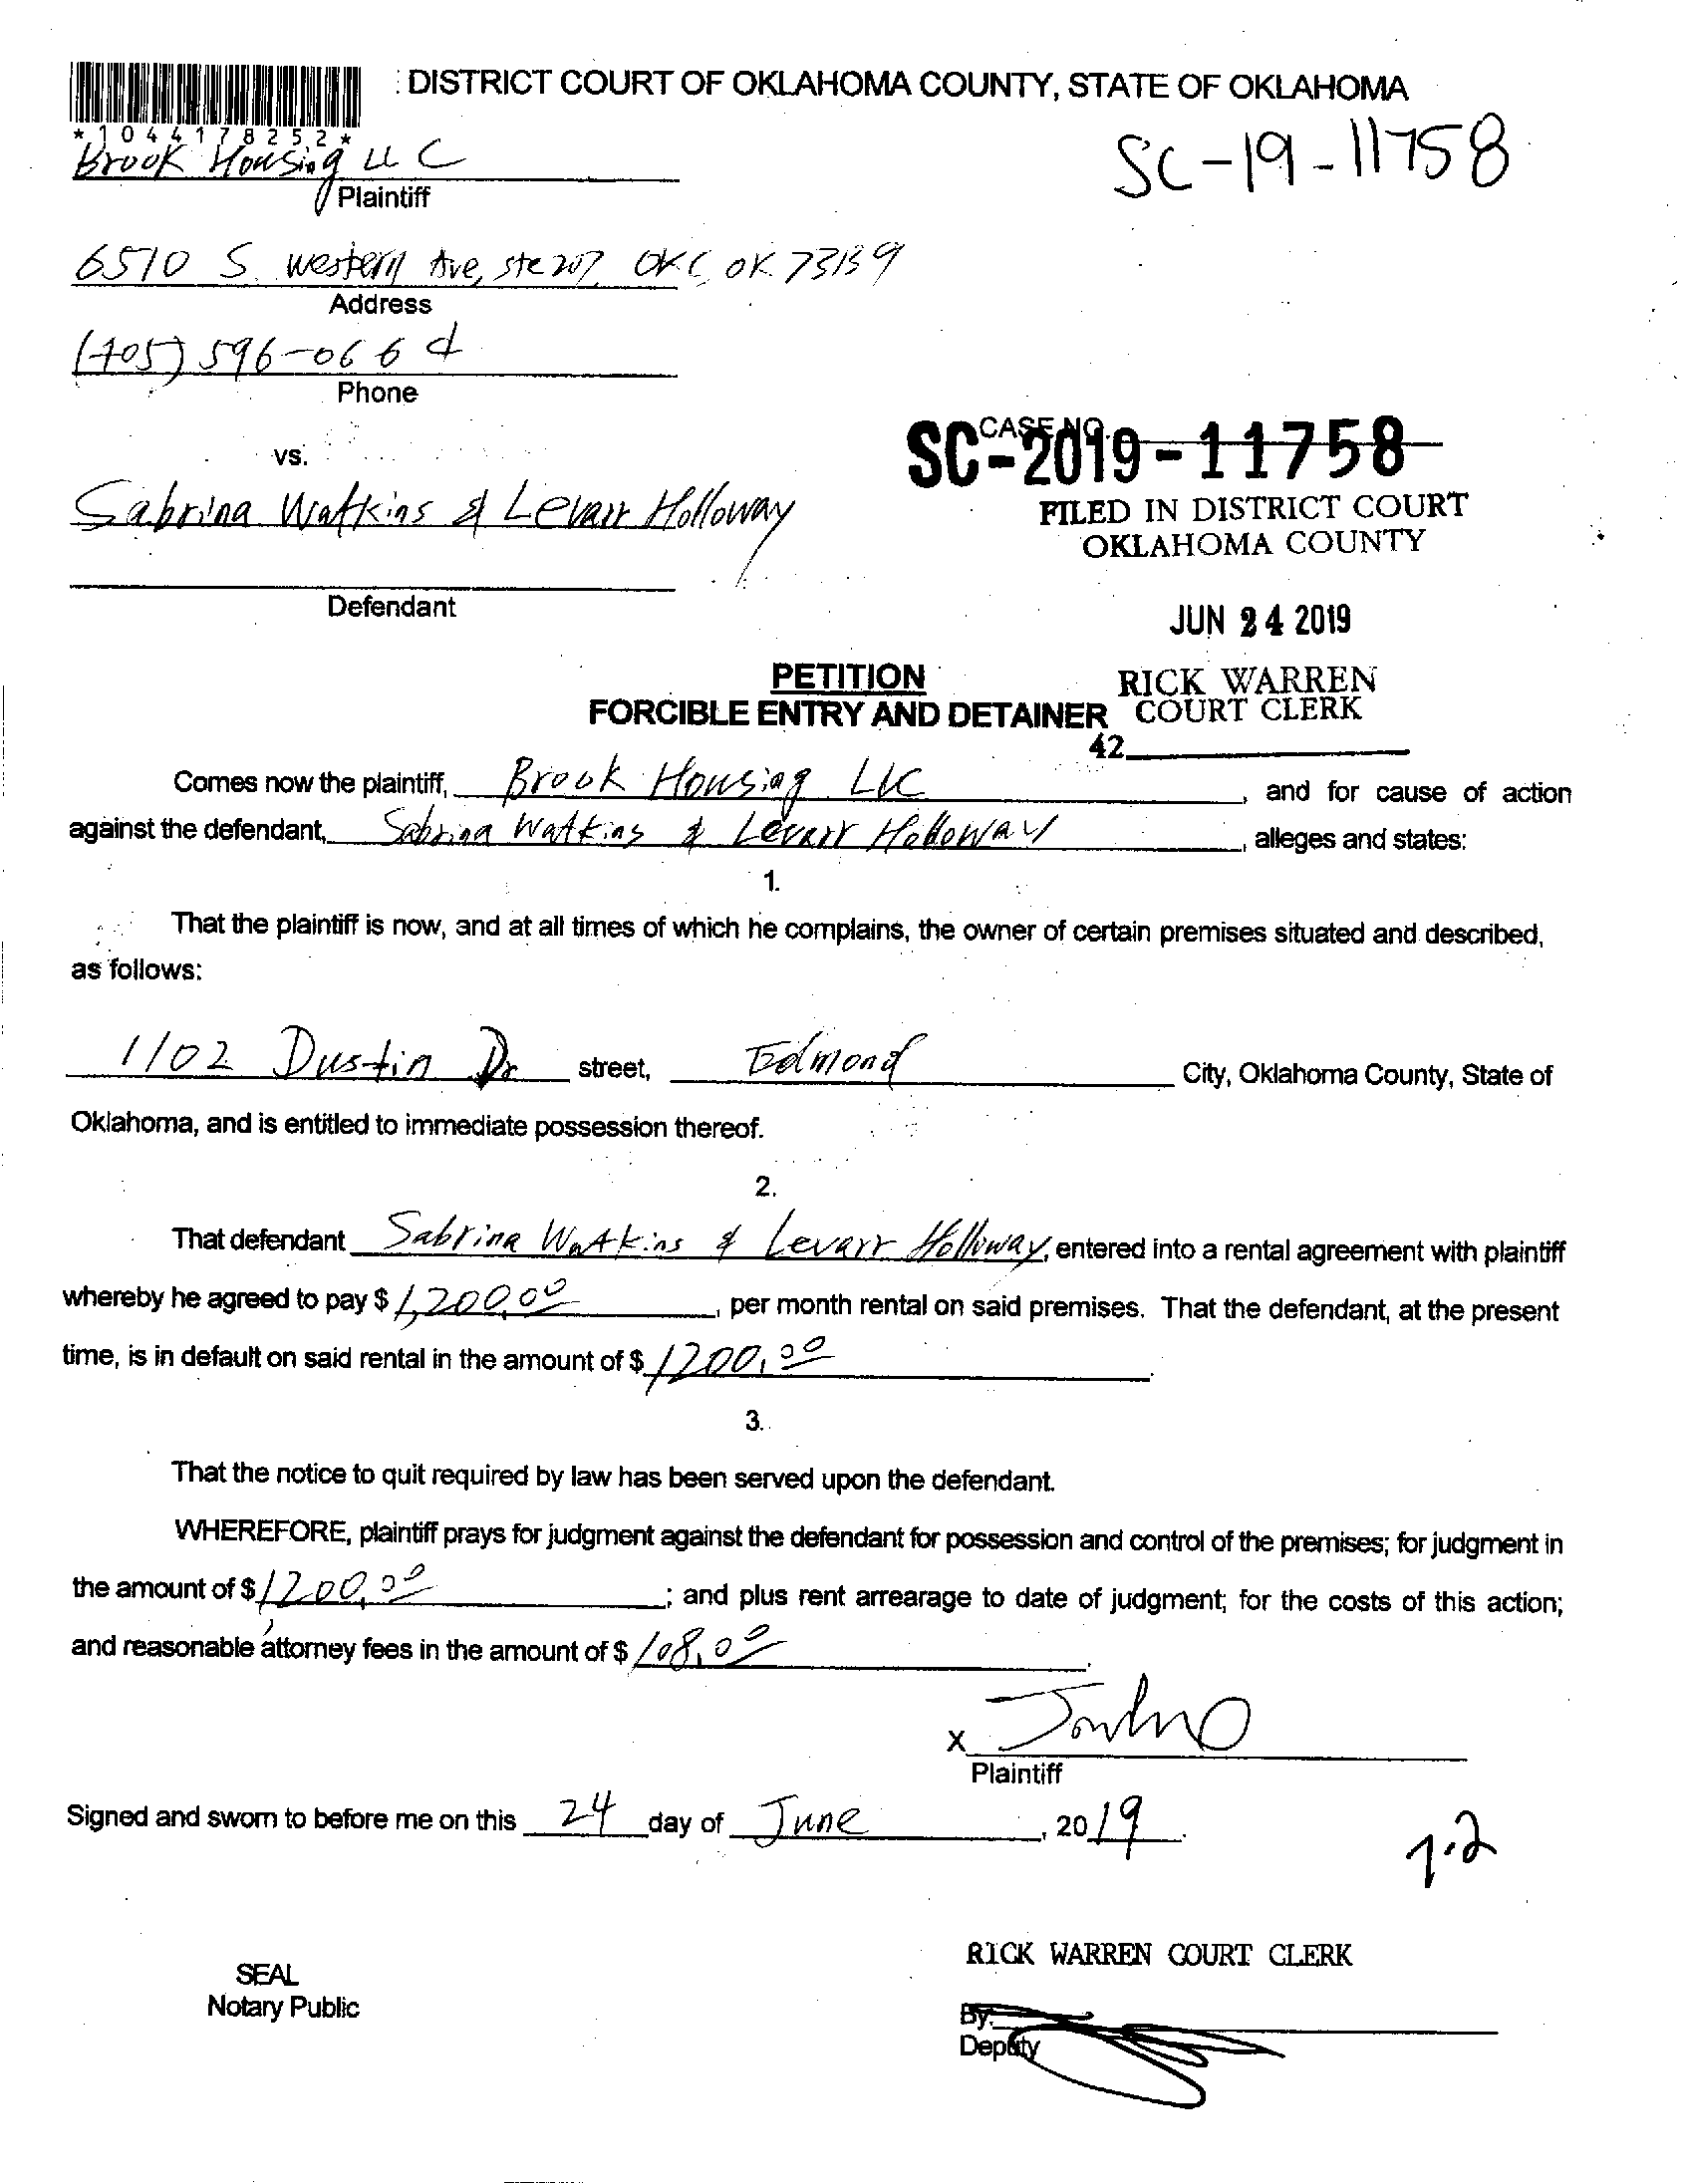 : DISTRICT COURT OF OKLAHOMA COUNTY, STATE OF OKLAHOMA
*1044178252*
SC-19-11758
Brook Housing LLC
Plaintiff
6510 S. Western Ave, Ste 207, OKC, OK 73139
Address
(405) 596-0664
Phone
CASE NO.
SC-2019-11758
vs.
FILED IN DISTRICT COURT
OKLAHOMA COUNTY
Sabrina Watkins & Levarr Holloway
Defendant
JUN 24 2019
PETITION
FORCIBLE ENTRY AND DETAINER
RICK WARREN
COURT CLERK
42
Comes now the plaintiff, Brook Housing LLC, and for cause of action
against the defendant, Sabrina Watkins & Levarr Holloway, alleges and states:
1.
That the plaintiff is now, and at all times of which he complains, the owner of certain premises situated and described,
as follows:
1102 Dustin Dr street, Edmond City, Oklahoma County, State of
Oklahoma, and is entitled to immediate possession thereof.
2.
That defendant Sabrina Watkins & Levarr Holloway, entered into a rental agreement with plaintiff
whereby he agreed to pay $ 1,200.00, per month rental on said premises. That the defendant, at the present
time, is in default on said rental in the amount of $ 1200.00.
3.
That the notice to quit required by law has been served upon the defendant.
WHEREFORE, plaintiff prays for judgment against the defendant for possession and control of the premises; for judgment in
the amount of $ 1200.00; and plus rent arrearage to date of judgment; for the costs of this action;
and reasonable attorney fees in the amount of $ 108.00.
X
Plaintiff
Signed and sworn to before me on this 24 day of June, 2019.
7.2
RICK WARREN COURT CLERK
SEAL
Notary Public
By:
Deputy